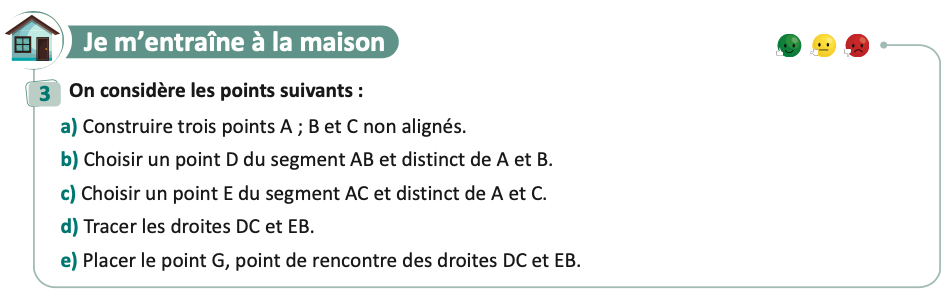 Je m’entraîne à la maison
3 On considère les points suivants :
a) Construire trois points A ; B et C non alignés.
b) Choisir un point D du segment AB et distinct de A et B.
c) Choisir un point E du segment AC et distinct de A et C.
d) Tracer les droites DC et EB.
e) Placer le point G, point de rencontre des droites DC et EB.